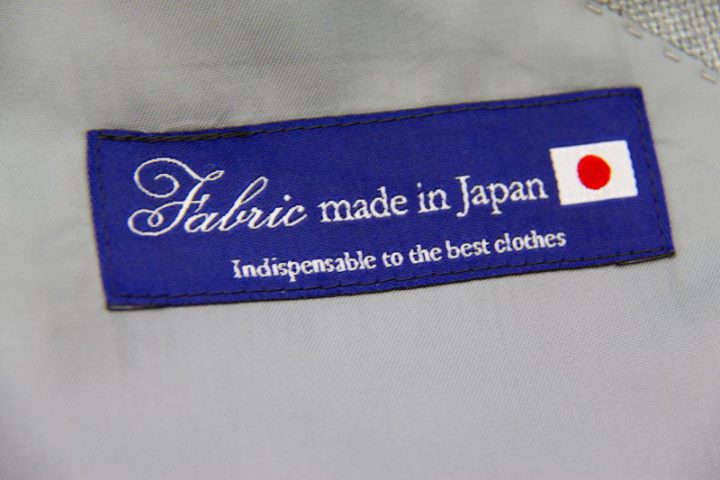 Fabric made in Japan
Indispensable to the best clothes